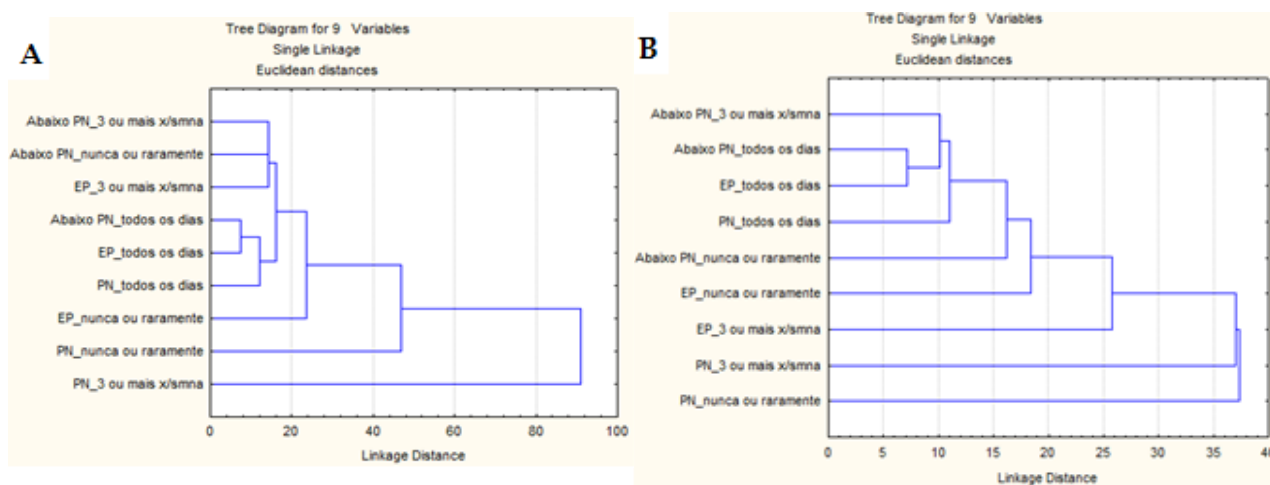 A
Tree Diagram for 9 Variables
Single Linkage
Euclidean distances
Abaixo PN_3 ou mais x/smna
Abaixo PN_nunca ou raramente
EP_3 ou mais x/smna
Abaixo PN_todos os dias
EP_todos os dias
PN_todos os dias
EP_nunca ou raramente
PN_nunca ou raramente
PN_3 ou mais x/smna
0 20 40 60 80 100
Linkage Distance
B
Tree Diagram for 9 Variables
Single Linkage
Euclidean distances
Abaixo PN_3 ou mais x/smna
Abaixo PN_todos os dias
EP_todos os dias
PN_todos os dias
Abaixo PN_nunca ou raramente
EP_nunca ou raramente
EP_3 ou mais x/smna
PN_3 ou mais x/smna
PN_nunca ou raramente
0 5 10 15 20 25 30 35 40
Linkage Distance